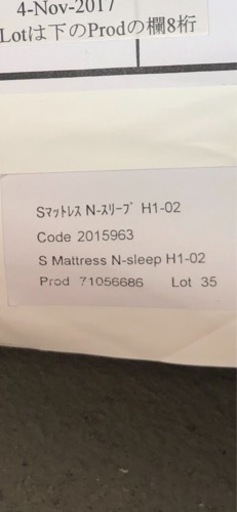 4-Nov-2017
Lotは下のProdの欄8桁
Sﾏｯﾄﾚｽ N-ｽﾘｰﾌﾟ H1-02
Code 2015963
S Mattress N-sleep H1-02
Prod 71056686 Lot 35